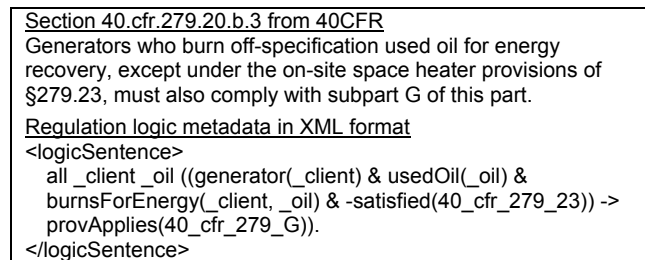 Section 40.cfr.279.20.b.3 from 40CFR
Generators who burn off-specification used oil for energy
recovery, except under the on-site space heater provisions of
§279.23, must also comply with subpart G of this part.
Regulation logic metadata in XML format
<logicSentence>
all _client _oil ((generator(_client) & usedOil(_oil) &
burnsForEnergy(_client, _oil) & -satisfied(40_cfr_279_23)) ->
provApplies(40_cfr_279_G)).
</logicSentence>